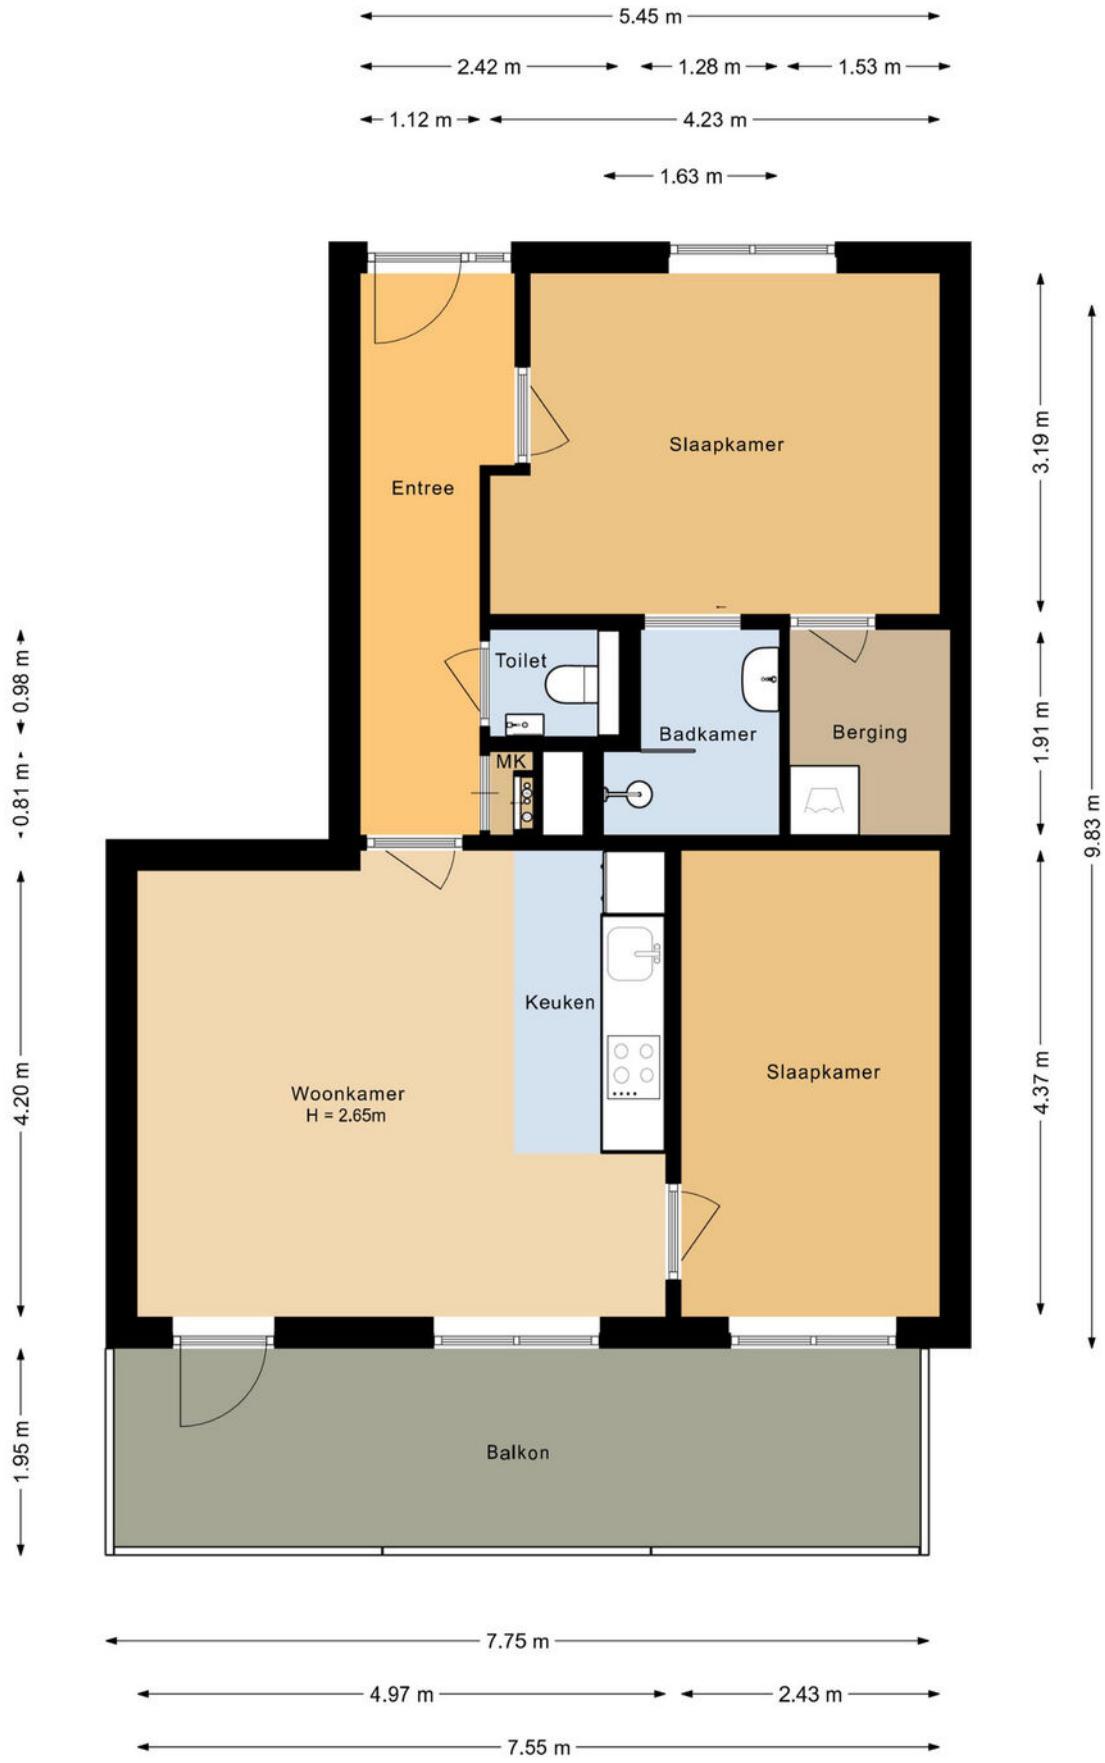 5.45 m
2.42 m
1.28 m
1.53 m
1.12 m
4.23 m
1.63 m
Slaapkamer
3.19 m
Entree
Toilet
0.98 m
Badkamer
Berging
1.91 m
MK
0.81 m
9.83 m
Keuken
Slaapkamer
Woonkamer
H = 2.65m
4.20 m
4.37 m
Balkon
1.95 m
7.75 m
4.97 m
2.43 m
7.55 m